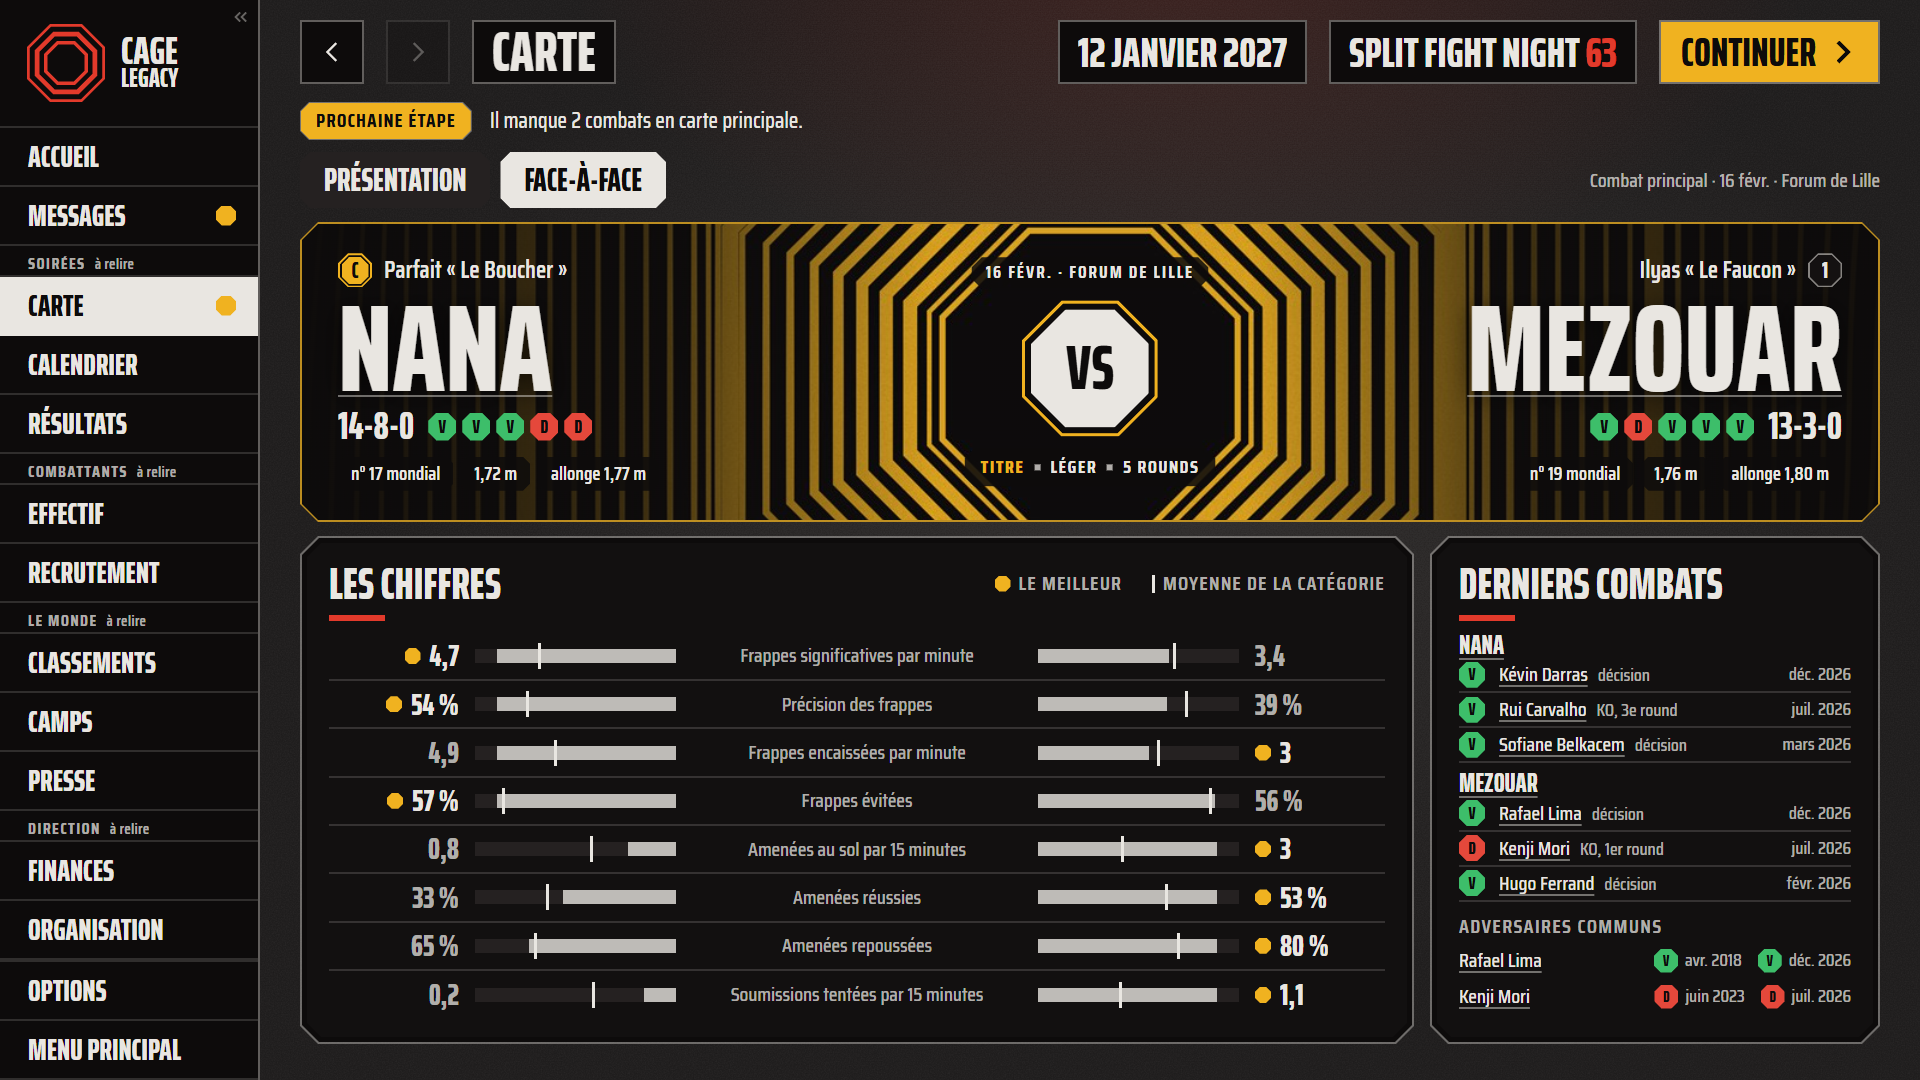 CAGE
LEGACY
ACCUEIL
MESSAGES
SOIRÉES à relire
CARTE
CALENDRIER
RÉSULTATS
COMBATTANTS à relire
EFFECTIF
RECRUTEMENT
LE MONDE à relire
CLASSEMENTS
CAMPS
PRESSE
DIRECTION à relire
FINANCES
ORGANISATION
OPTIONS
MENU PRINCIPAL
CARTE
12 JANVIER 2027
SPLIT FIGHT NIGHT 63
CONTINUER
PROCHAINE ÉTAPE
Il manque 2 combats en carte principale.
PRÉSENTATION
FACE-À-FACE
Combat principal · 16 févr. · Forum de Lille
C Parfait « Le Boucher »
NANA
14-8-0 V V V D D
n° 17 mondial 1,72 m allonge 1,77 m
16 FÉVR. - FORUM DE LILLE
VS
TITRE LÉGER 5 ROUNDS
Ilyas « Le Faucon » 1
MEZOUAR
V D V V V 13-3-0
n° 19 mondial 1,76 m allonge 1,80 m
LES CHIFFRES
LE MEILLEUR
MOYENNE DE LA CATÉGORIE
4,7 Frappes significatives par minute 3,4
54 % Précision des frappes 39 %
4,9 Frappes encaissées par minute 3
57 % Frappes évitées 56 %
0,8 Amenées au sol par 15 minutes 3
33 % Amenées réussies 53 %
65 % Amenées repoussées 80 %
0,2 Soumissions tentées par 15 minutes 1,1
DERNIERS COMBATS
NANA
V Kévin Darras décision déc. 2026
V Rui Carvalho KO, 3e round juil. 2026
V Sofiane Belkacem décision mars 2026
MEZOUAR
V Rafael Lima décision déc. 2026
D Kenji Mori KO, 1er round juil. 2026
V Hugo Ferrand décision févr. 2026
ADVERSAIRES COMMUNS
Rafael Lima V avr. 2018 V déc. 2026
Kenji Mori D juin 2023 D juil. 2026